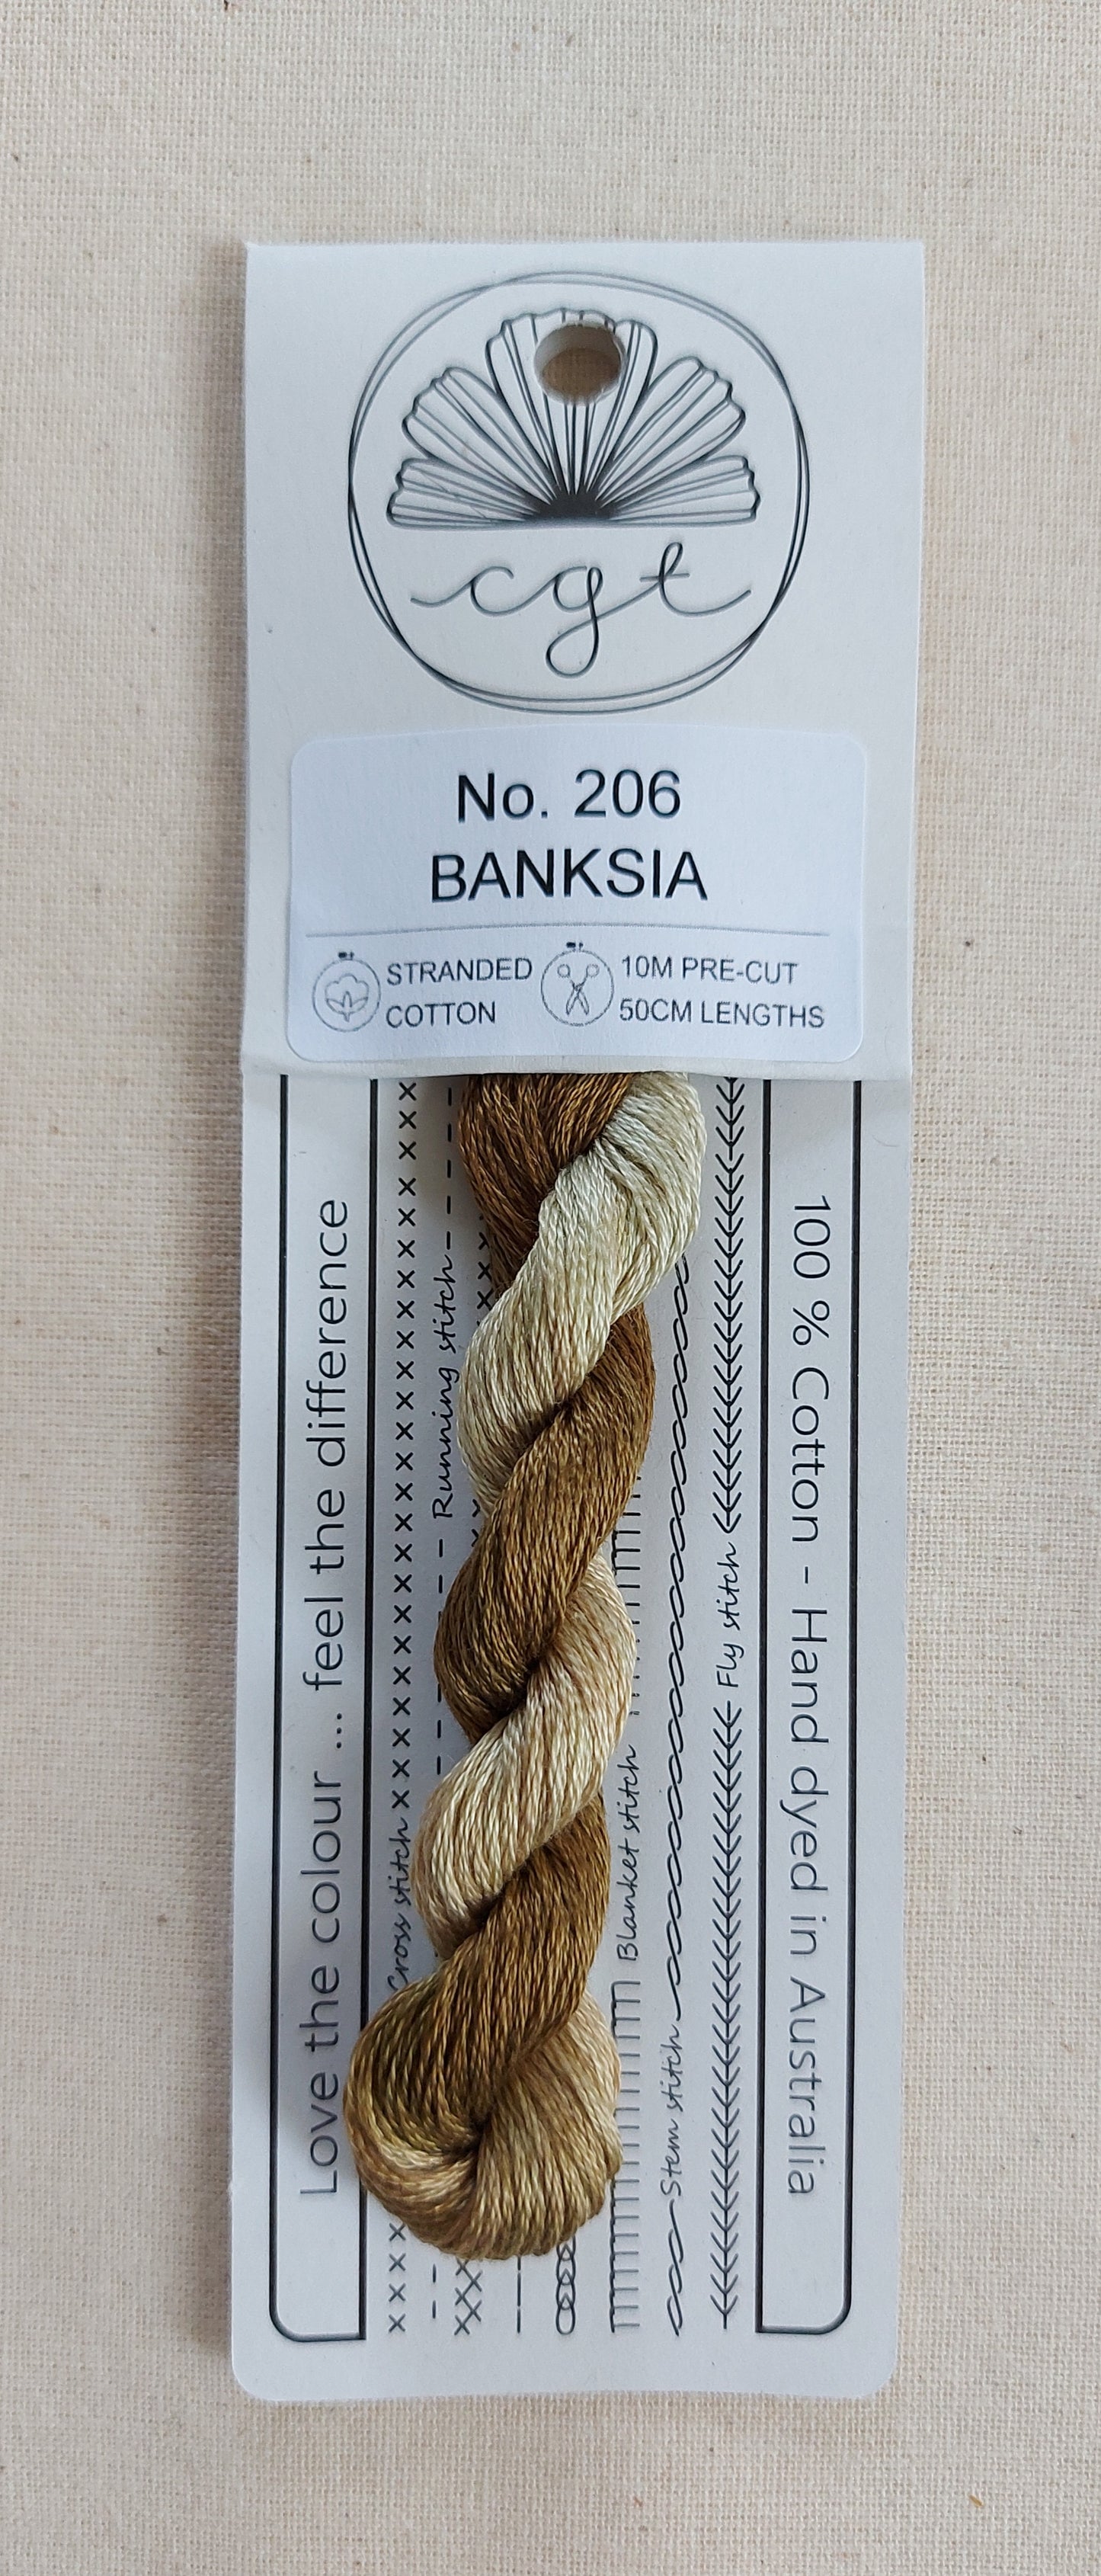 cgt
No. 206
BANKSIA
STRANDED
COTTON
10M PRE-CUT
50CM LENGTHS
Love the colour ... feel the difference
Cross stitch
Running stitch
Blanket stitch
Stem stitch
Fly stitch
100 % Cotton - Hand dyed in Australia